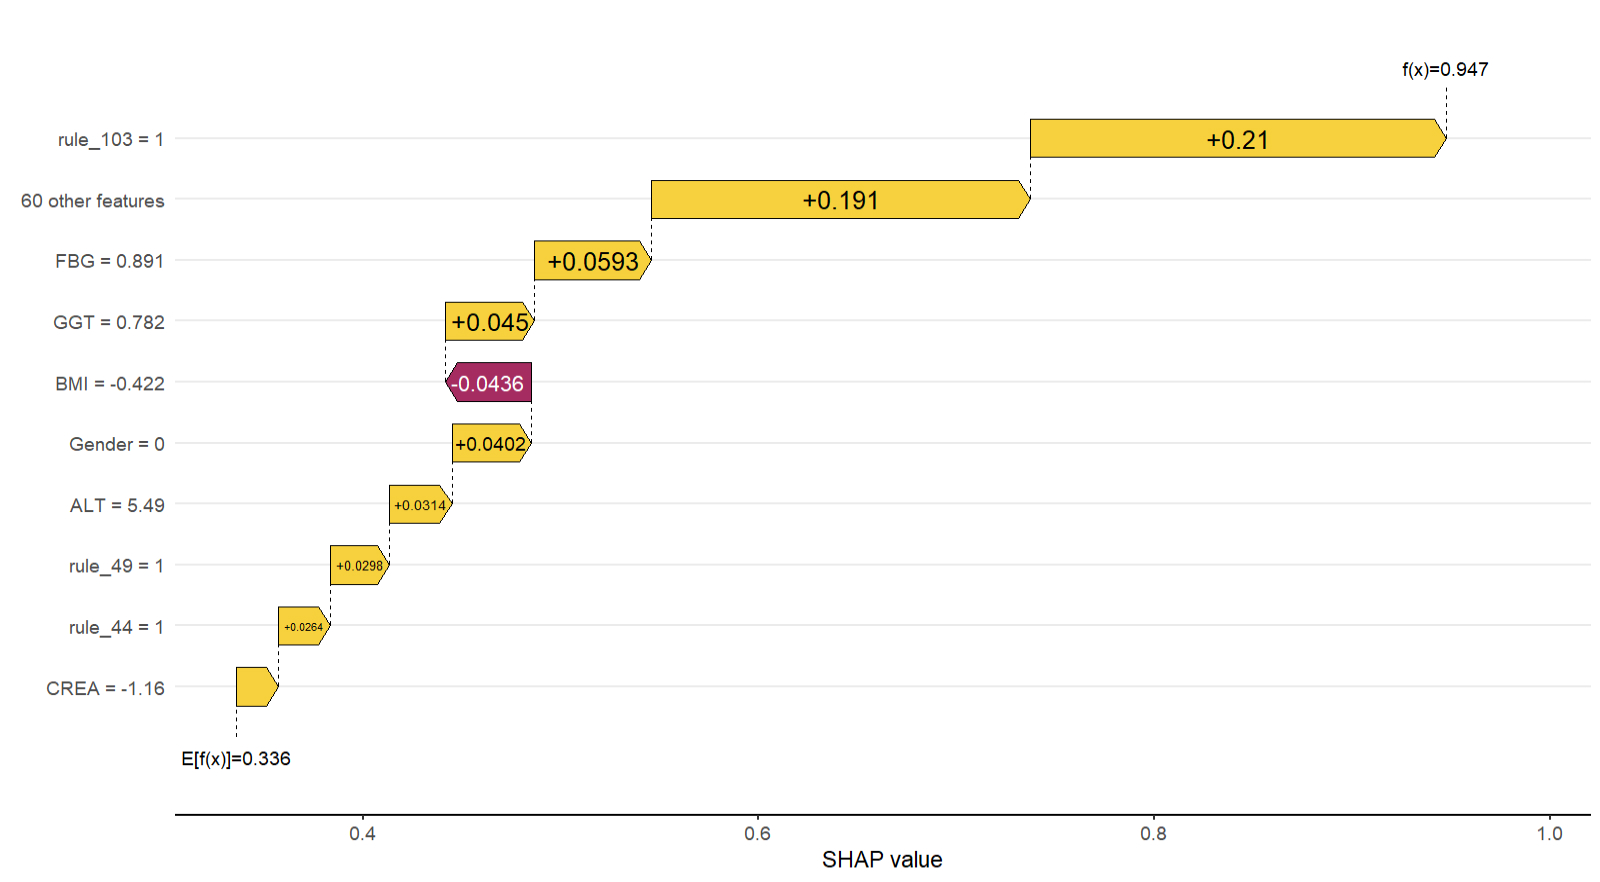 f(x)=0.947
rule_103 = 1
+0.21
60 other features
+0.191
FBG = 0.891
+0.0593
GGT = 0.782
+0.045
BMI = -0.422
-0.0436
Gender = 0
+0.0402
ALT = 5.49
+0.0314
rule_49 = 1
+0.0298
rule_44 = 1
+0.0264
CREA = -1.16
E[f(x)]=0.336
0.4
0.6
0.8
1.0
SHAP value